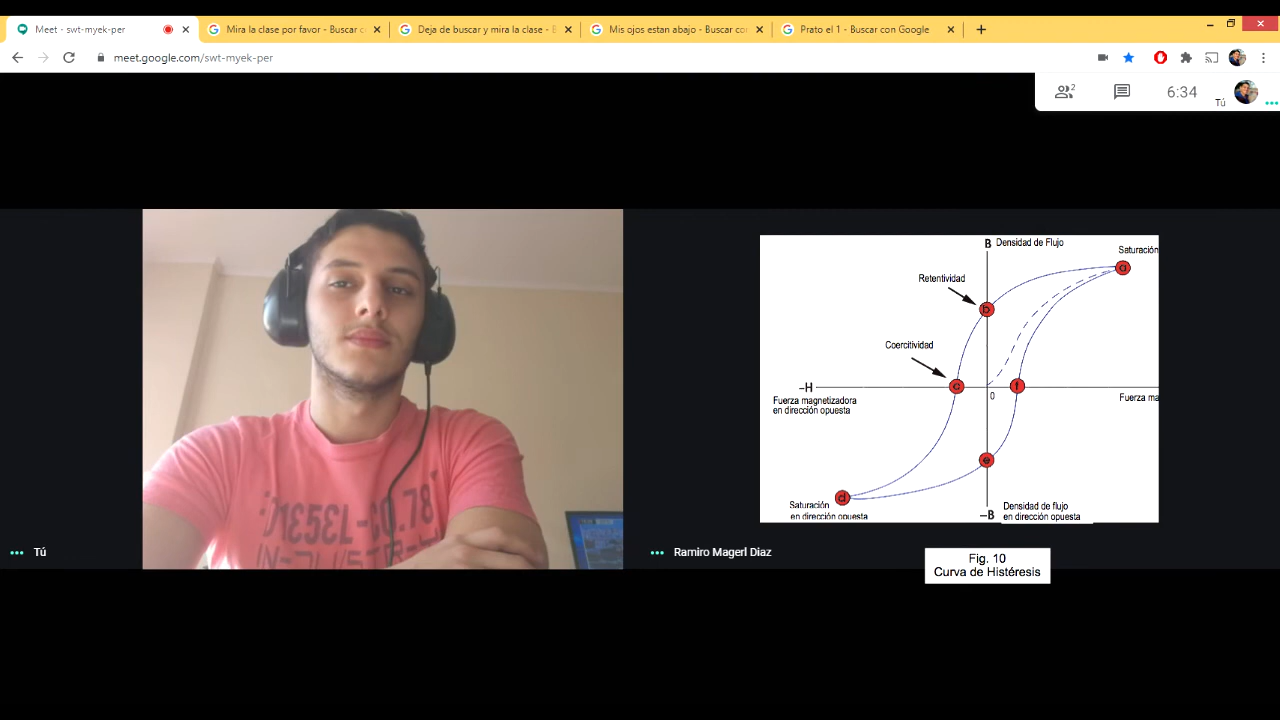 Meet - swt-myek-per
Mira la clase por favor - Buscar c
Deja de buscar y mira la clase - B
Mis ojos estan abajo - Buscar co
Prato el 1 - Buscar con Google
meet.google.com/swt-myek-per
2
6:34
Tú
B Densidad de Flujo
Saturación
a
Retentividad
b
Coercitividad
c
f
–H
0
Fuerza magnetizadora
en dirección opuesta
Fuerza ma
e
d
Saturación
en dirección opuesta
–B
Densidad de flujo
en dirección opuesta
Tú
Ramiro Magerl Diaz
Fig. 10
Curva de Histéresis